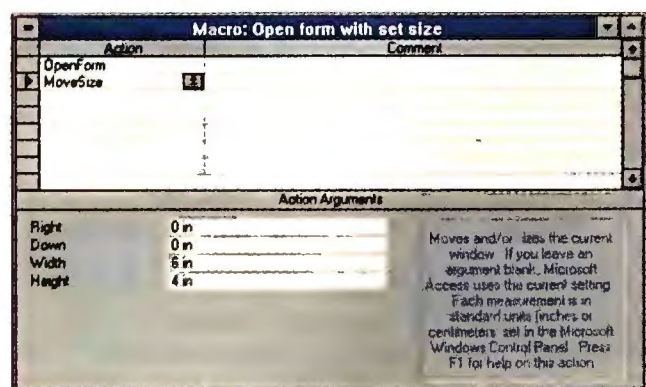 Macro: Open form with set size
Action Comment
OpenForm
MoveSize
Action Arguments
Right 0 in
Down 0 in
Width 6 in
Height 4 in
Moves and/or sizes the current
window. If you leave an
argument blank, Microsoft
Access uses the current setting.
Each measurement is in
standard units (inches or
centimeters) set in the Microsoft
Windows Control Panel. Press
F1 for help on this action.